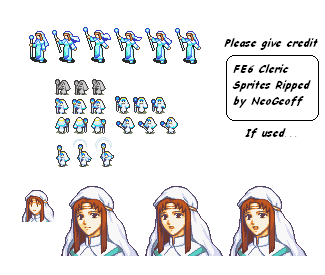 Please give credit
FE6 Cleric
Sprites Ripped
by NeoGeoff
If used...